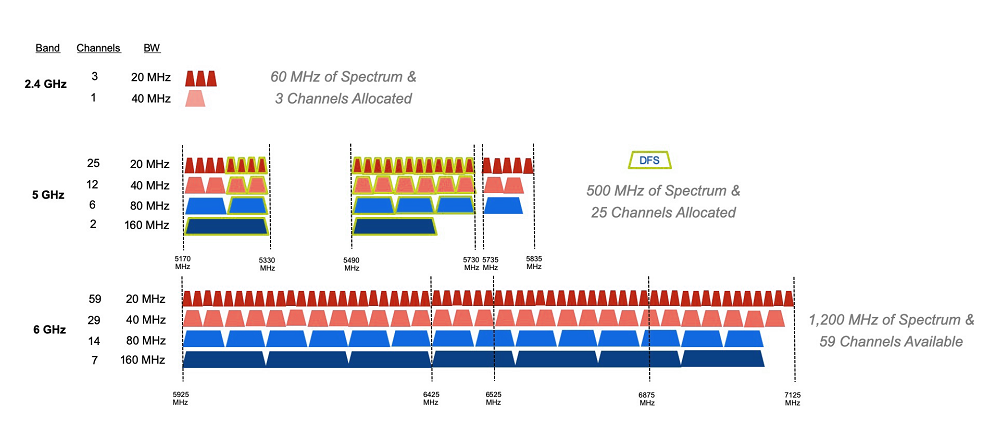 Band Channels BW
2.4 GHz
3 20 MHz
1 40 MHz
60 MHz of Spectrum &
3 Channels Allocated
5 GHz
25 20 MHz
12 40 MHz
6 80 MHz
2 160 MHz
DFS
500 MHz of Spectrum &
25 Channels Allocated
5170 MHz
5330 MHz
5490 MHz
5730 MHz
5735 MHz
5835 MHz
6 GHz
59 20 MHz
29 40 MHz
14 80 MHz
7 160 MHz
1,200 MHz of Spectrum &
59 Channels Available
5925 MHz
6425 MHz
6525 MHz
6875 MHz
7125 MHz